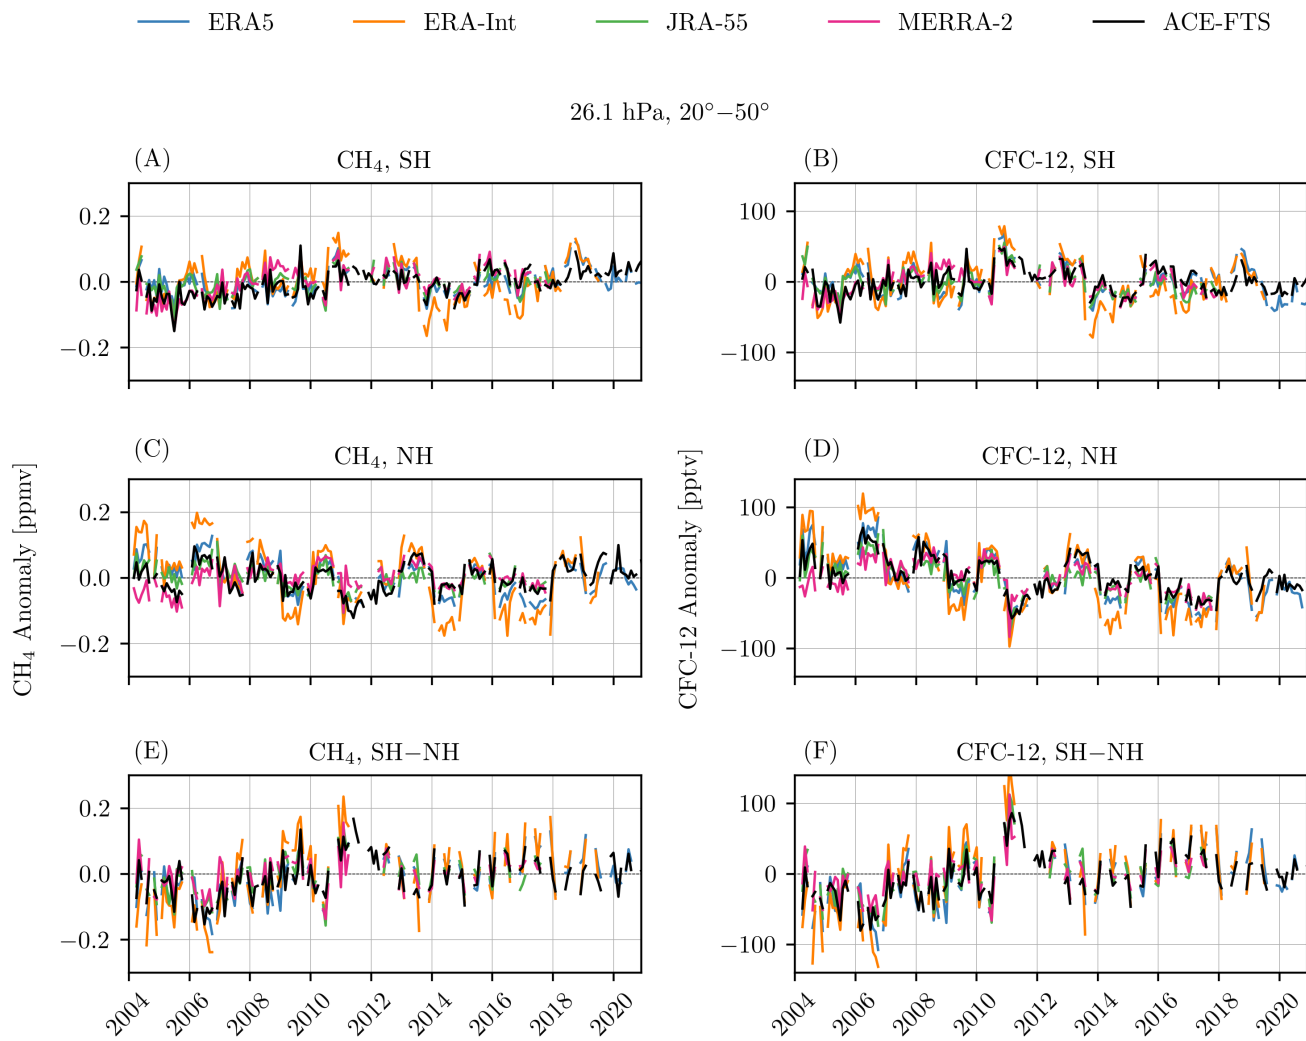 ERA5 ERA-Int JRA-55 MERRA-2 ACE-FTS
26.1 hPa, 20°−50°
(A) CH₄, SH
(B) CFC-12, SH
0.2
0.0
−0.2
100
0
−100
(C) CH₄, NH
(D) CFC-12, NH
CH₄ Anomaly [ppmv]
0.2
0.0
−0.2
CFC-12 Anomaly [pptv]
100
0
−100
(E) CH₄, SH−NH
(F) CFC-12, SH−NH
0.2
0.0
−0.2
100
0
−100
2004 2006 2008 2010 2012 2014 2016 2018 2020
2004 2006 2008 2010 2012 2014 2016 2018 2020